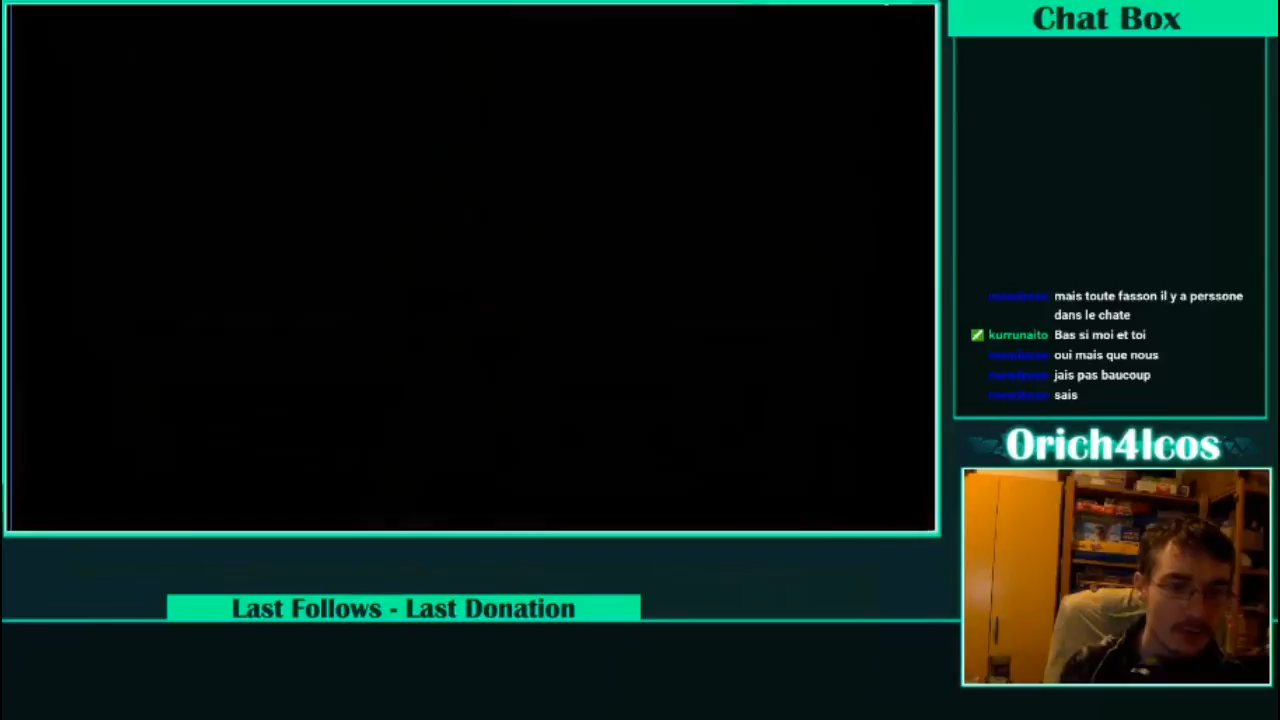 Chat Box
mais toute fasson il y a perssone
dans le chate
kurrunaito Bas si moi et toi
oui mais que nous
jais pas baucoup
sais
Orich4lcos
Last Follows - Last Donation